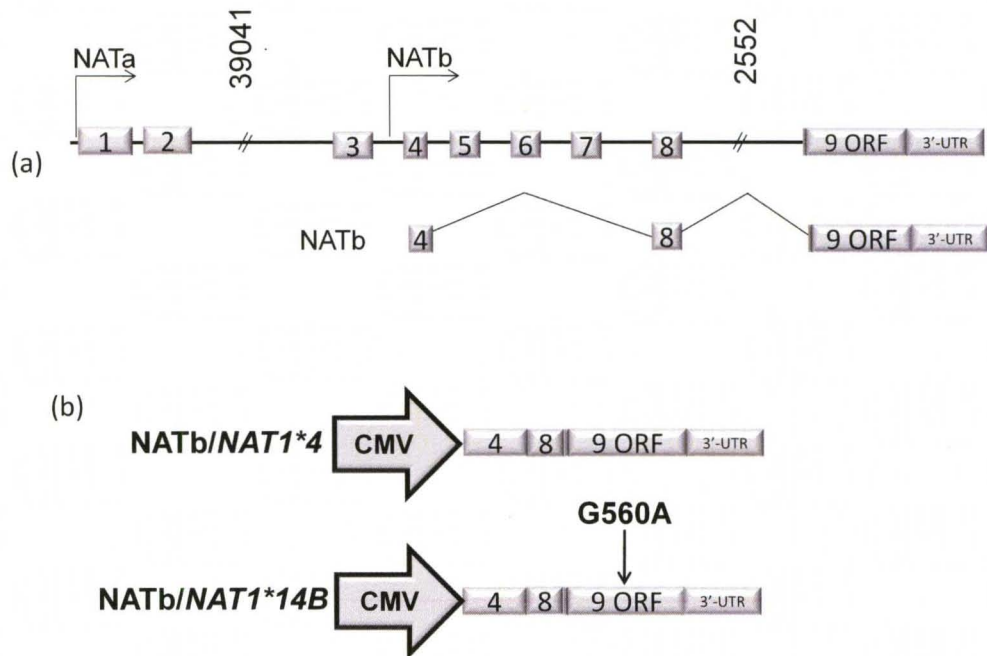 NATa
39041
NATb
2552
1 2 3 4 5 6 7 8 9 ORF 3'-UTR
(a)
NATb 4 8 9 ORF 3'-UTR
(b)
NATb/NAT1*4 CMV 4 8 9 ORF 3'-UTR
G560A
NATb/NAT1*14B CMV 4 8 9 ORF 3'-UTR